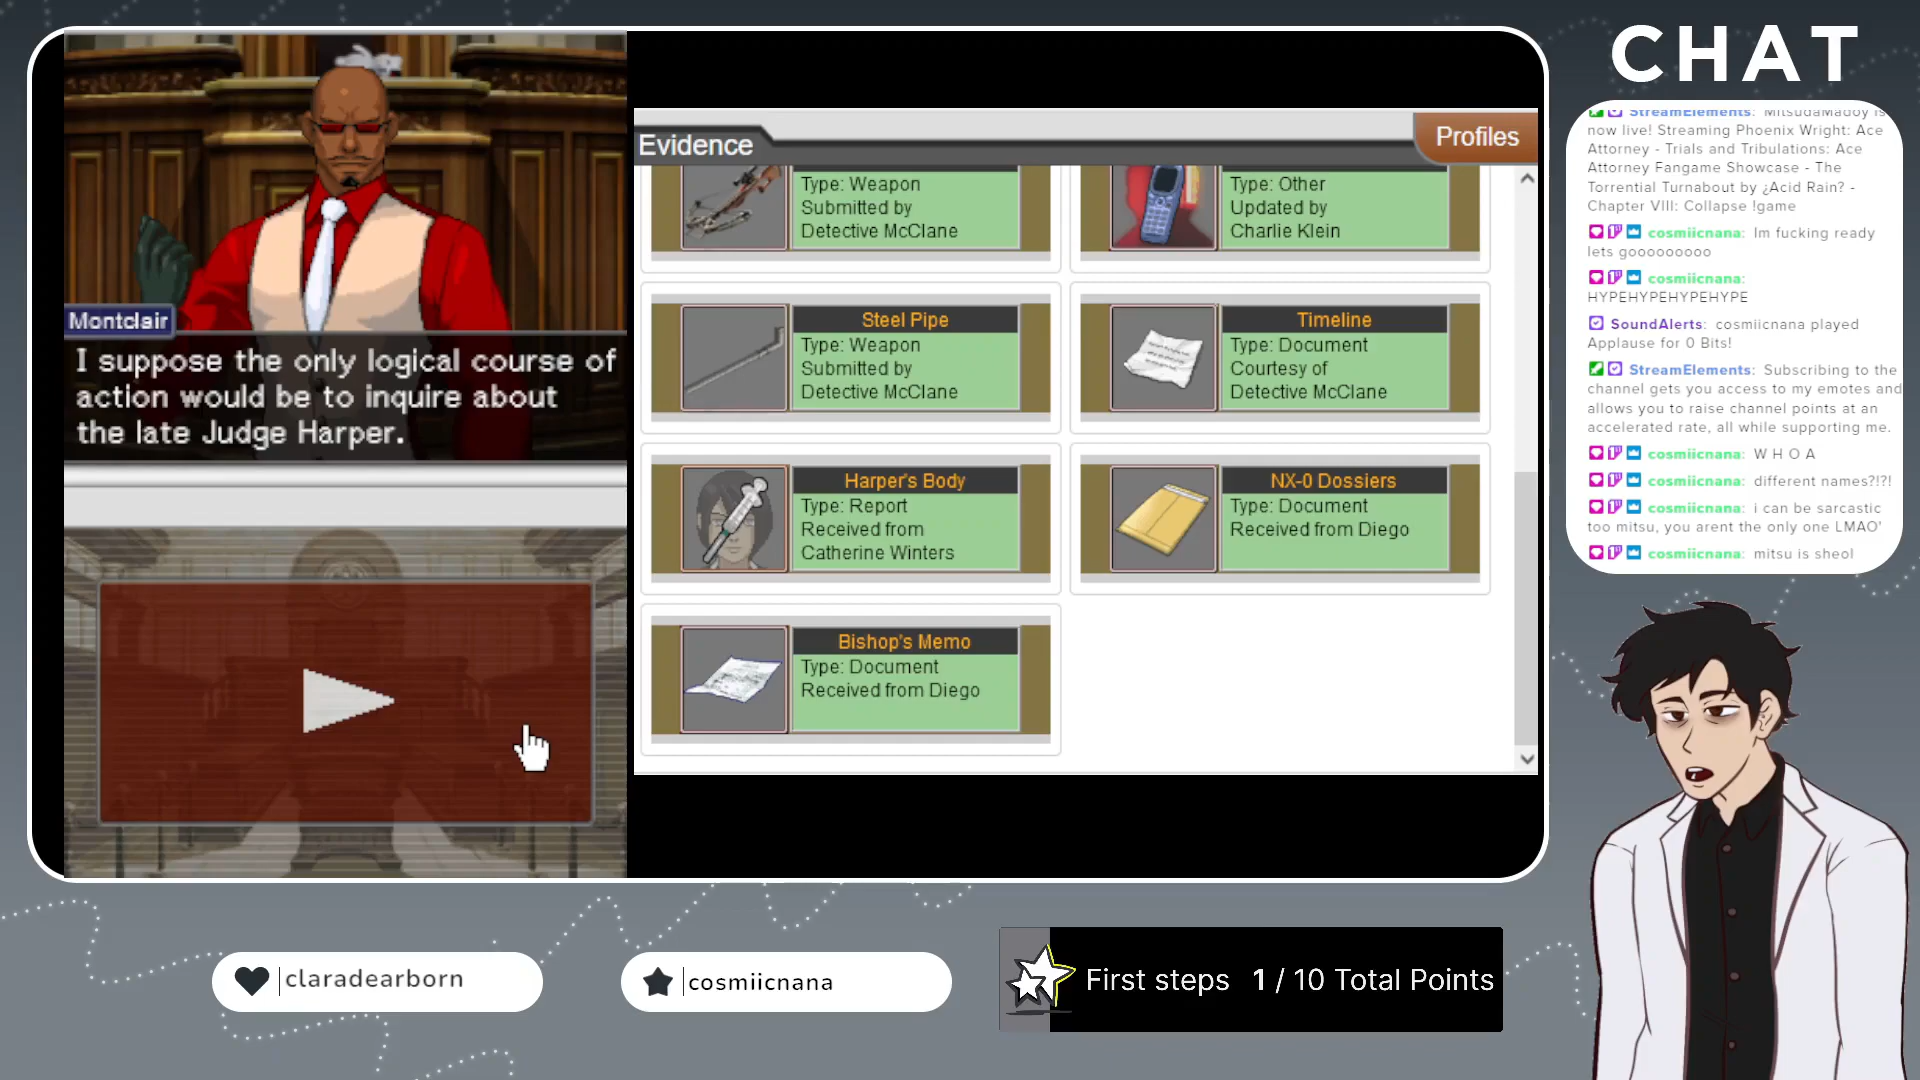 Montclair
I suppose the only logical course of
action would be to inquire about
the late Judge Harper.
Evidence
Profiles
Type: Weapon
Submitted by
Detective McClane
Type: Other
Updated by
Charlie Klein
Steel Pipe
Type: Weapon
Submitted by
Detective McClane
Timeline
Type: Document
Courtesy of
Detective McClane
Harper's Body
Type: Report
Received from
Catherine Winters
NX-0 Dossiers
Type: Document
Received from Diego
Bishop's Memo
Type: Document
Received from Diego
CHAT
StreamElements: MitsudaMadoy is
now live! Streaming Phoenix Wright: Ace
Attorney - Trials and Tribulations: Ace
Attorney Fangame Showcase - The
Torrential Turnabout by ¿Acid Rain? -
Chapter VIII: Collapse !game
cosmiicnana: Im fucking ready
lets gooooooooo
cosmiicnana:
HYPEHYPEHYPEHYPE
SoundAlerts: cosmiicnana played
Applause for 0 Bits!
StreamElements: Subscribing to the
channel gets you access to my emotes and
allows you to raise channel points at an
accelerated rate, all while supporting me.
cosmiicnana: W H O A
cosmiicnana: different names?!?!
cosmiicnana: i can be sarcastic
too mitsu, you arent the only one LMAO'
cosmiicnana: mitsu is sheol
claradearborn
cosmiicnana
First steps 1 / 10 Total Points